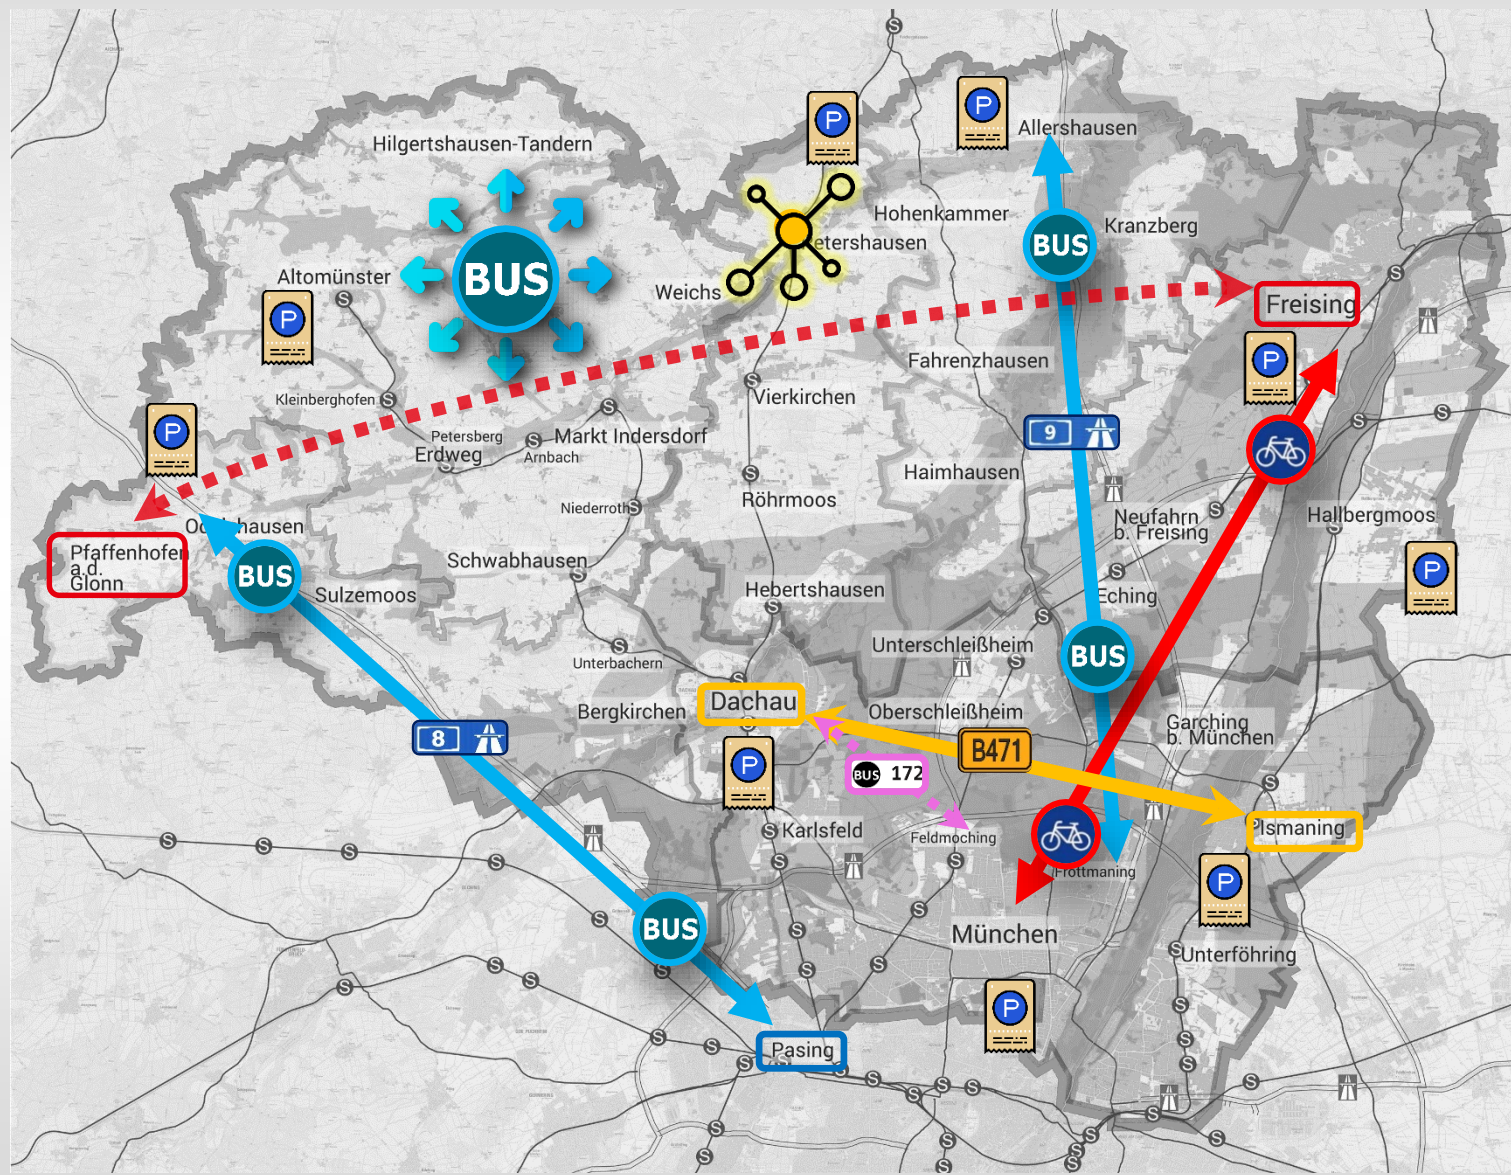 Allershausen
Hilgertshausen-Tandern
Hohenkammer
Kranzberg
etershausen
BUS
BUS
Altomünster
Weichs
Freising
Fahrenzhausen
Kleinberghofen
Vierkirchen
Petersberg
Markt Indersdorf
Erdweg
Arnbach
9
Haimhausen
Röhrmoos
Niederroth
Neufahrn
b. Freising
Hallbergmoos
Pfaffenhofen
a.d.
Glonn
Schwabhausen
BUS
Sulzemoos
Hebertshausen
Eching
Unterschleißheim
BUS
Unterbachern
Dachau
Bergkirchen
Oberschleißheim
Garching
b. München
8
B471
BUS 172
Karlsfeld
Feldmoching
Ismaning
Fröttmaning
BUS
München
Unterföhring
Pasing
P
P
P
P
P
P
P
P
P